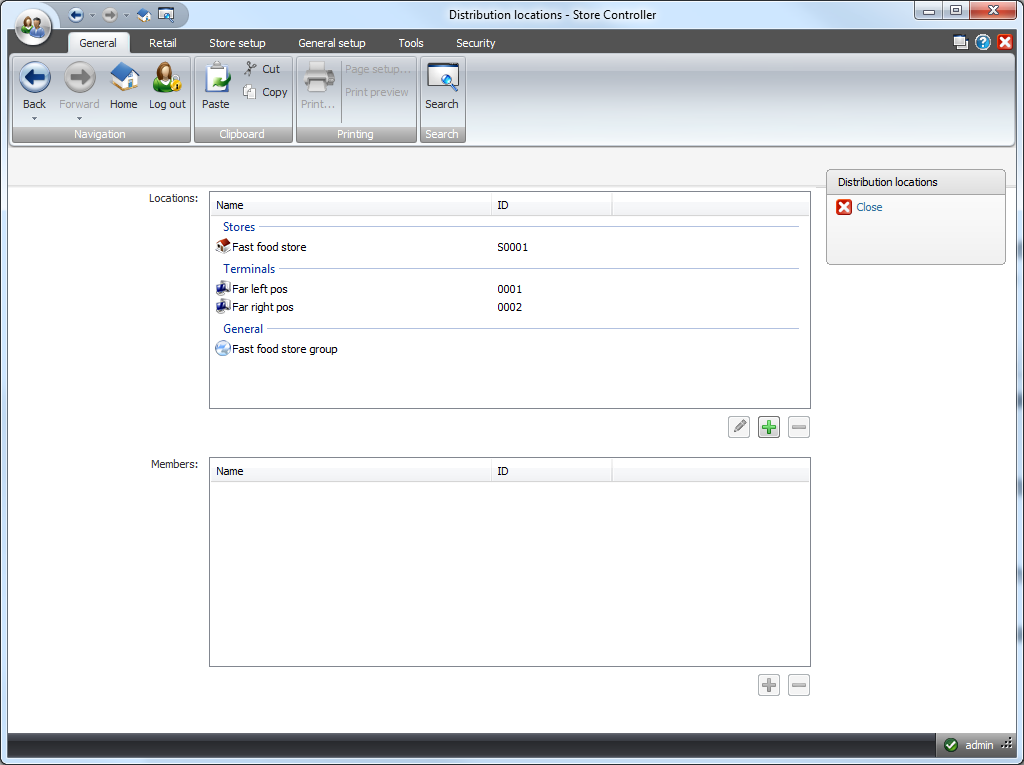 Distribution locations - Store Controller
General Retail Store setup General setup Tools Security
Back Forward Home Log out
Navigation
Paste Cut
Copy
Clipboard
Print... Page setup...
Print preview
Printing
Search
Search
Distribution locations
Close
Locations:
Name ID
Stores
Fast food store S0001
Terminals
Far left pos 0001
Far right pos 0002
General
Fast food store group
Members:
Name ID
admin